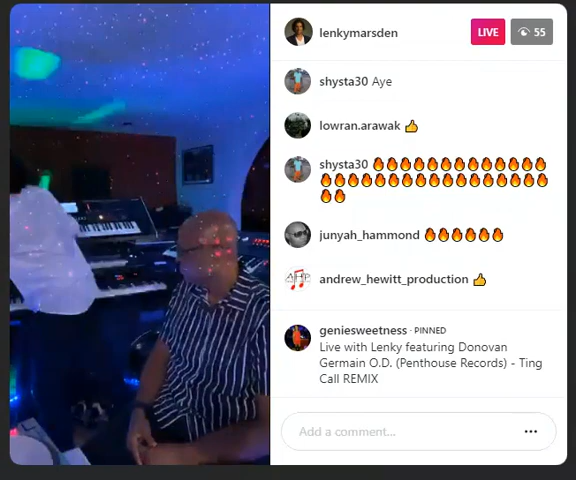 lenkymarsden
LIVE
55
shysta30 Aye
lowran.arawak 👍
shysta30 🔥🔥🔥🔥🔥🔥🔥🔥🔥🔥🔥🔥🔥
🔥🔥🔥🔥🔥🔥🔥🔥🔥🔥🔥🔥🔥🔥🔥🔥🔥
🔥🔥
junyah_hammond 🔥🔥🔥🔥🔥🔥
andrew_hewitt_production 👍
geniesweetness · PINNED
Live with Lenky featuring Donovan
Germain O.D. (Penthouse Records) - Ting
Call REMIX
Add a comment...